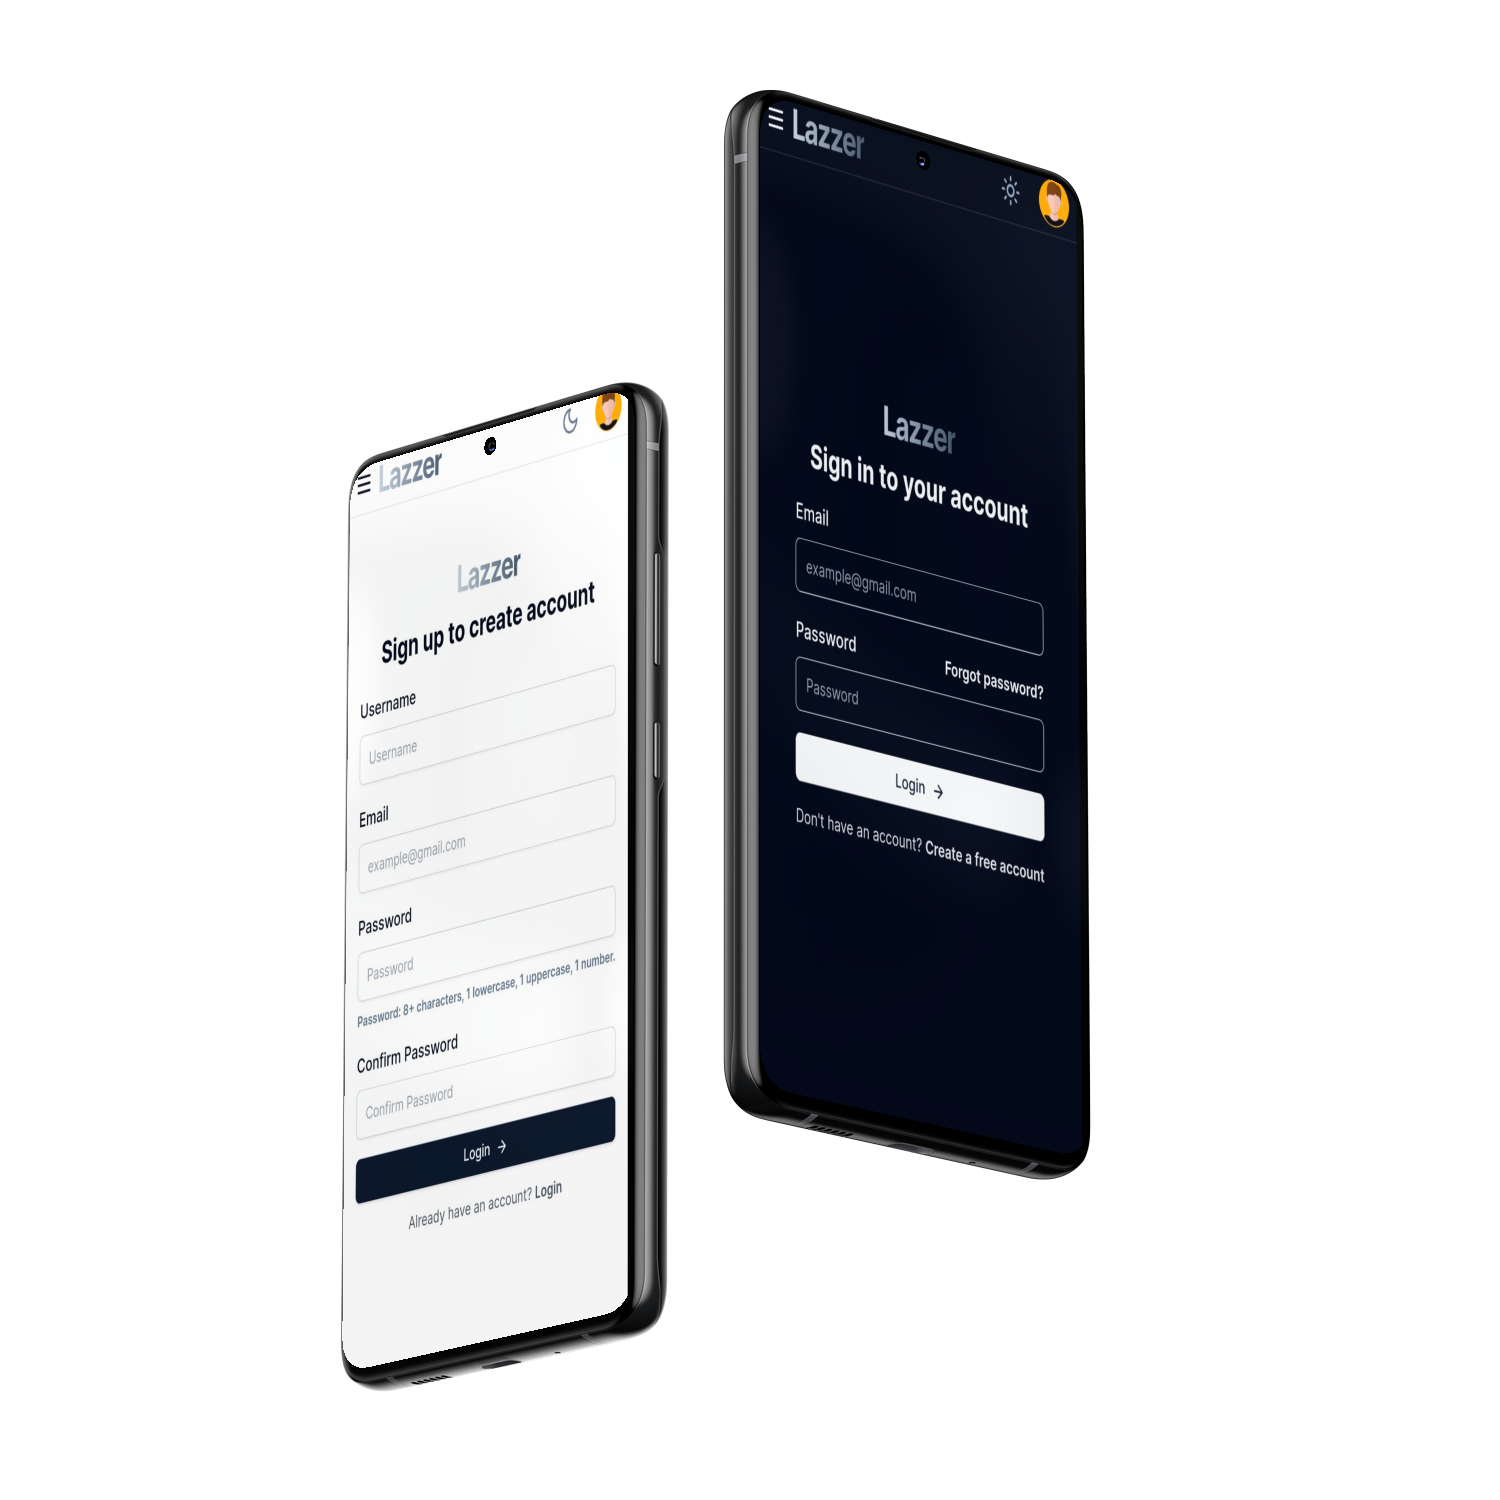 Lazzer
Lazzer
Sign up to create account
Username
Username
Email
example@gmail.com
Password
Password
Password: 8+ characters, 1 lowercase, 1 uppercase, 1 number.
Confirm Password
Confirm Password
Login →
Already have an account? Login
Lazzer
Lazzer
Sign in to your account
Email
example@gmail.com
Password
Forgot password?
Password
Login →
Don't have an account? Create a free account